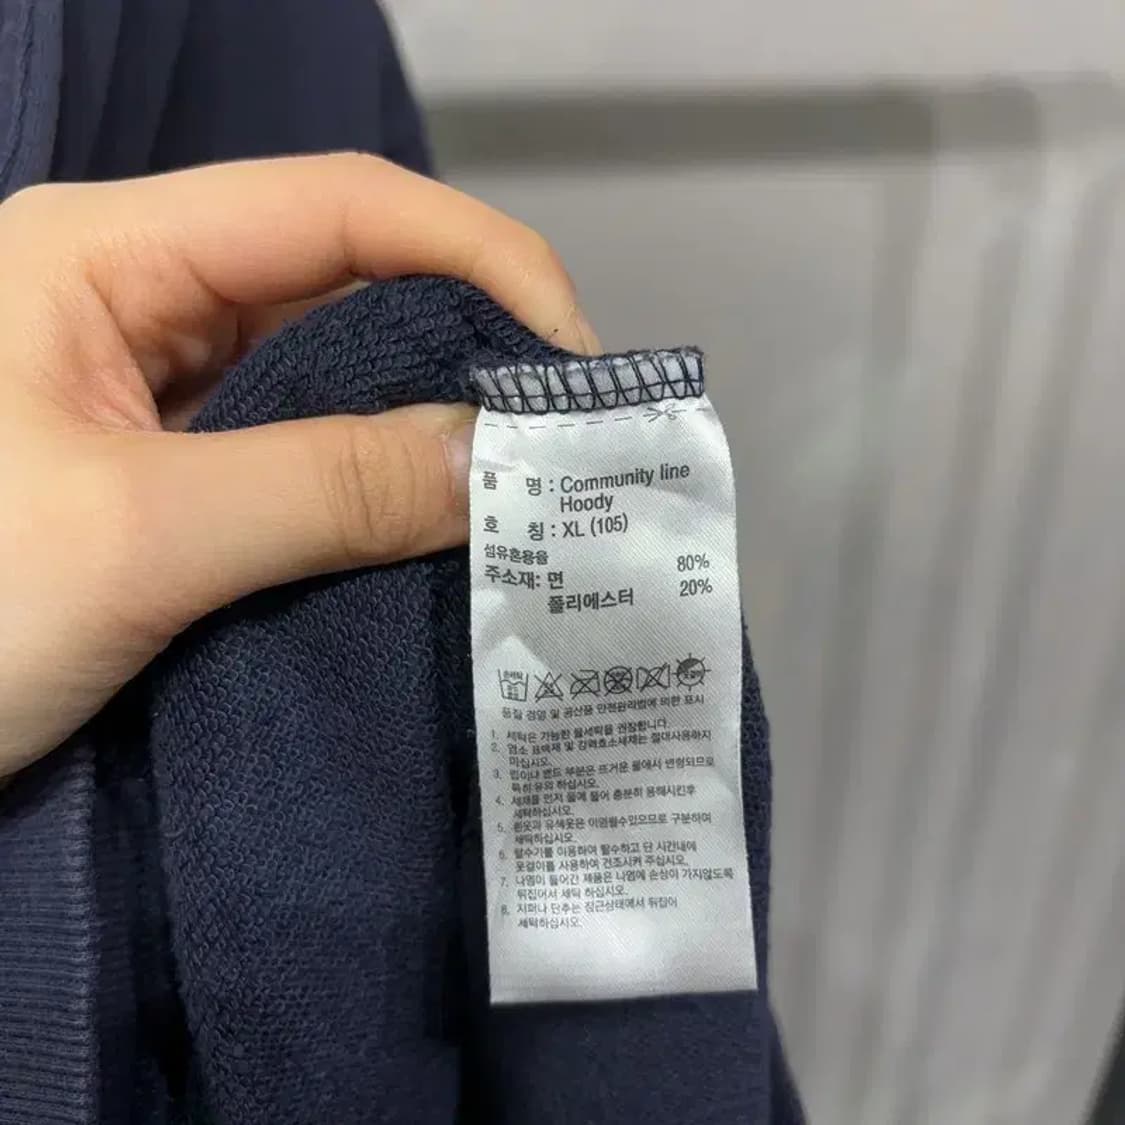 품 명 : Community line
Hoody
호 칭 : XL (105)
섬유혼용율
주소재: 면 80%
폴리에스터 20%
손세탁
중성
품질 경영 및 공산품 안전관리법에 의한 표시
1. 세탁은 가능한 물세탁을 권장합니다.
2. 염소 표백제 및 강력효소세제는 절대사용하지
마십시오.
3. 립이나 밴드 부분은 뜨거운 물에서 변형되므로
특히유의 하십시오.
4. 세제를 먼저 물에 풀어 충분히 용해시킨후
세탁하십시오.
5. 흰옷과 유색옷은 이염될수있으므로 구분하여
세탁하십시오.
6. 탈수기를 이용하여 탈수하고 단 시간내에
옷걸이를 사용하여 건조시켜 주십시오.
7. 나염이 들어간 제품은 나염에 손상이 가지않도록
뒤집어서 세탁 하십시오.
8. 지퍼나 단추는 잠근상태에서 뒤집어
세탁하십시오.